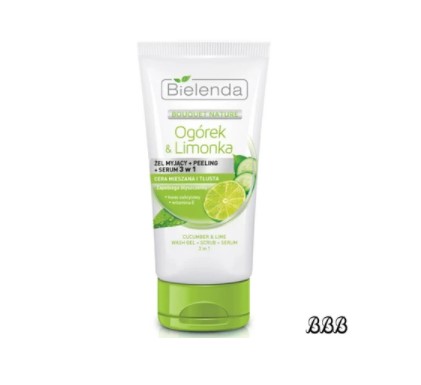 Bielenda
BOUQUET NATURE
Ogórek
& Limonka
ŻEL MYJĄCY + PEELING
+ SERUM 3 w 1
CERA MIESZANA / TŁUSTA
CUCUMBER & LIME
WASH GEL + SCRUB + SERUM
3 in 1
BBB